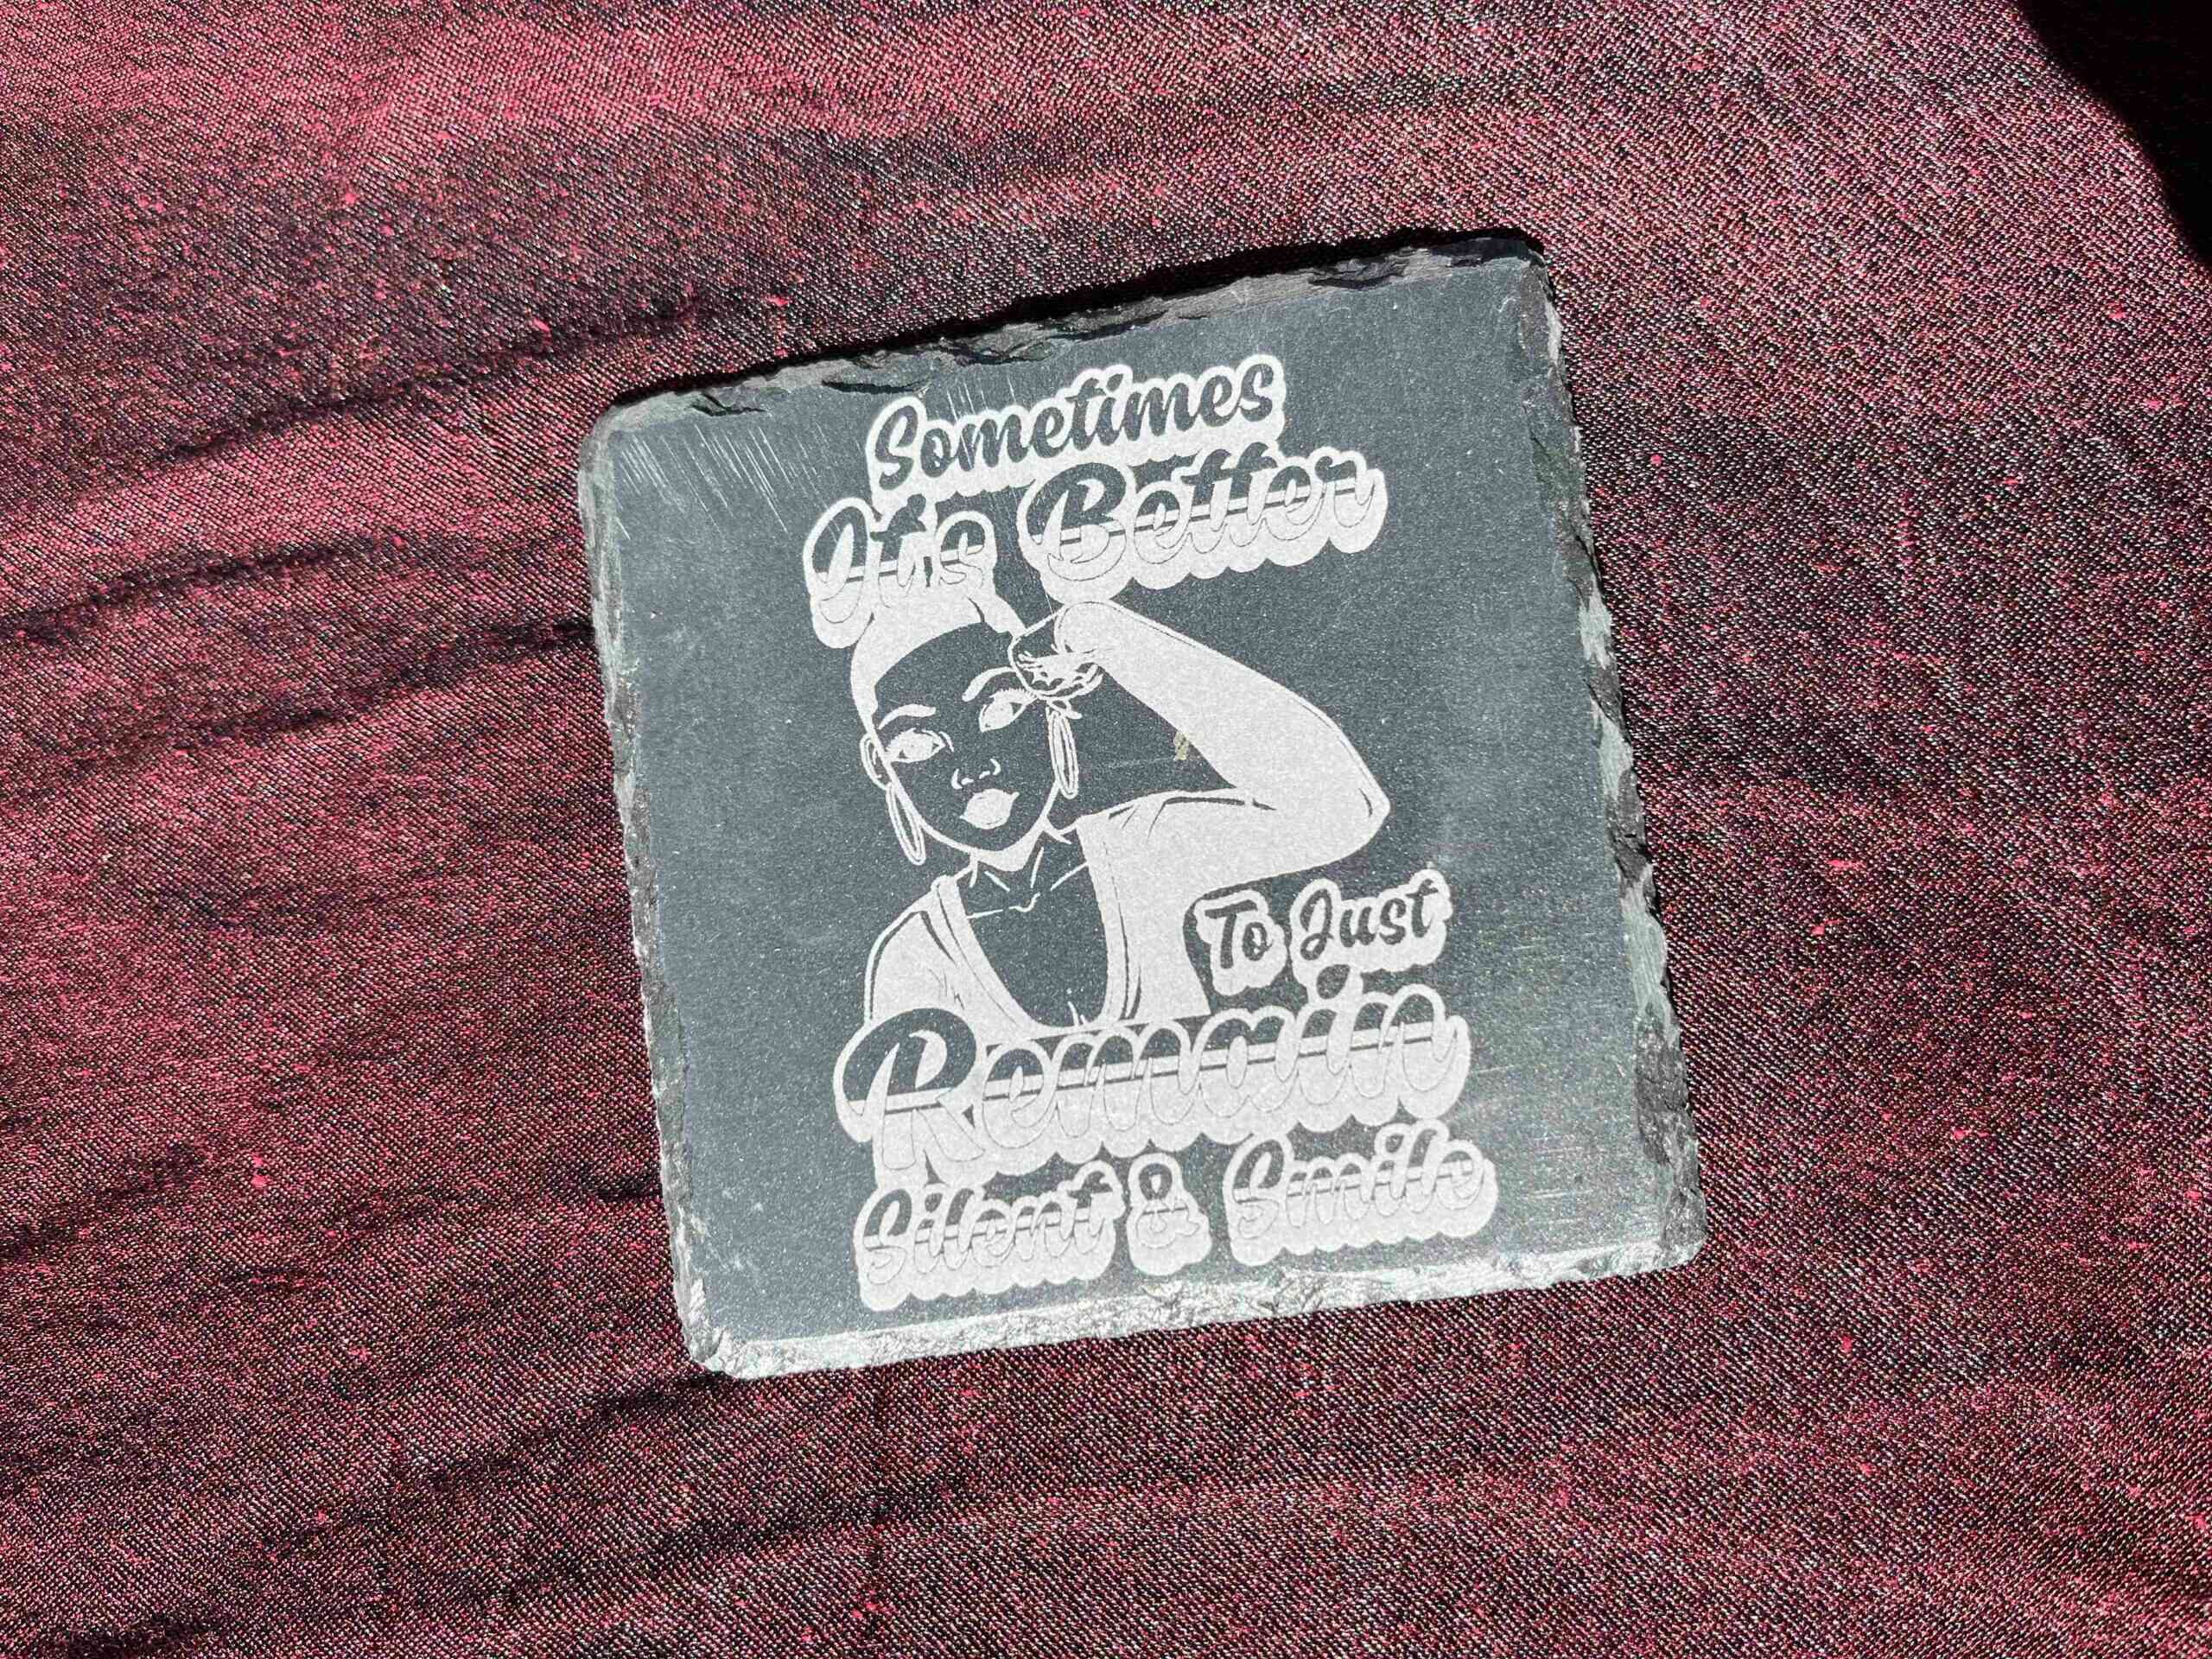 Sometimes
It's Better
To Just
Remain
Silent & Smile